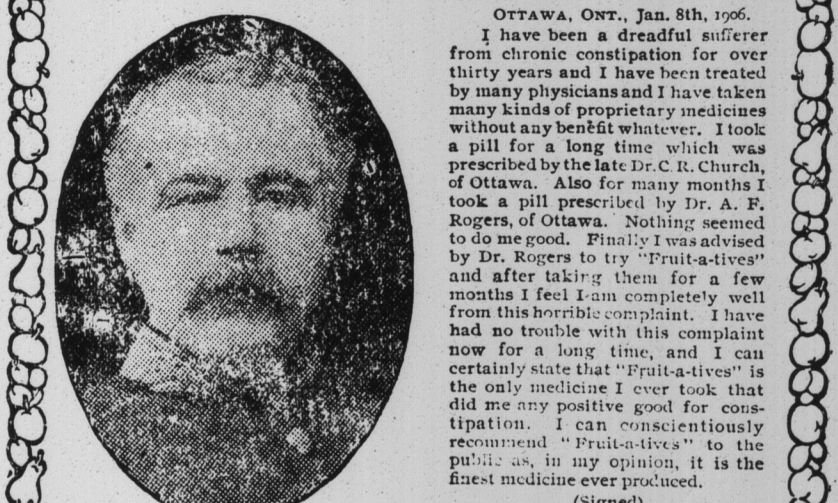 OTTAWA, ONT., Jan. 8th, 1906.
I have been a dreadful sufferer
from chronic constipation for over
thirty years and I have been treated
by many physicians and I have taken
many kinds of proprietary medicines
without any benefit whatever. I took
a pill for a long time which was
prescribed by the late Dr. C. R. Church,
of Ottawa. Also for many months I
took a pill prescribed by Dr. A. F.
Rogers, of Ottawa. Nothing seemed
to do me good. Finally I was advised
by Dr. Rogers to try "Fruit-a-tives"
and after taking them for a few
months I feel I am completely well
from this horrible complaint. I have
had no trouble with this complaint
now for a long time, and I can
certainly state that "Fruit-a-tives" is
the only medicine I ever took that
did me any positive good for cons-
tipation. I can conscientiously
recommend "Fruit-a-tives" to the
public as, in my opinion, it is the
finest medicine ever produced.
(Signed)